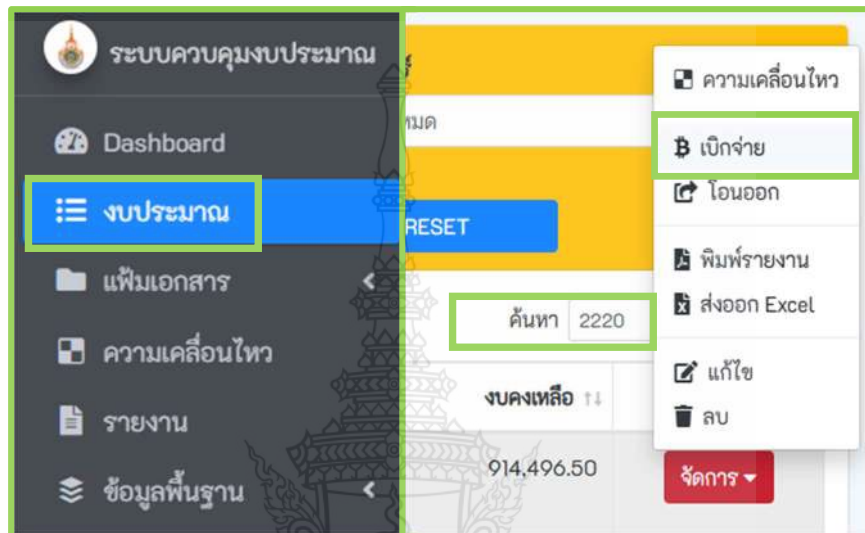 ระบบควบคุมงบประมาณ
Dashboard
งบประมาณ
แฟ้มเอกสาร
ความเคลื่อนไหว
รายงาน
ข้อมูลพื้นฐาน
RESET
ค้นหา 2220
งบคงเหลือ
914,496.50
จัดการ
ความเคลื่อนไหว
เบิกจ่าย
โอนออก
พิมพ์รายงาน
ส่งออก Excel
แก้ไข
ลบ